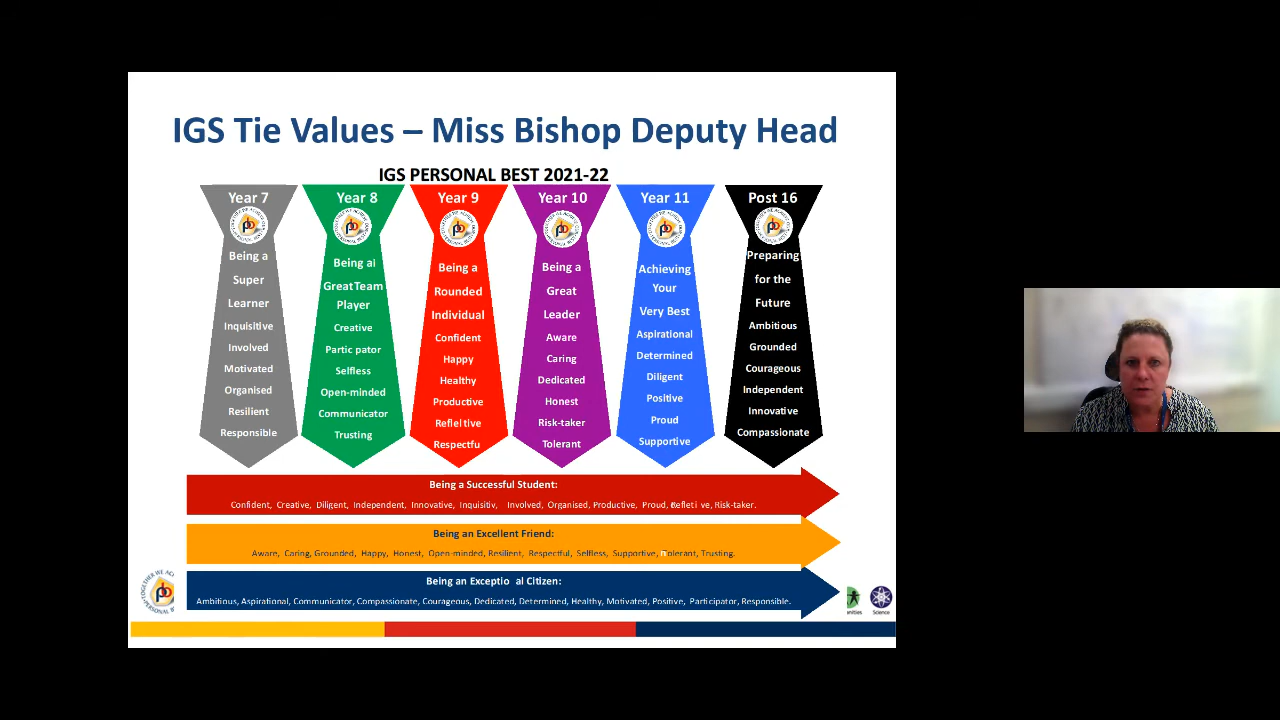 IGS Tie Values – Miss Bishop Deputy Head
IGS PERSONAL BEST 2021-22
Year 7
Being a
Super
Learner
Inquisitive
Involved
Motivated
Organised
Resilient
Responsible
Year 8
Being ai
Great Team
Player
Creative
Partic pator
Selfless
Open-minded
Communicator
Trusting
Year 9
Being a
Rounded
Individual
Confident
Happy
Healthy
Productive
Reflel tive
Respectfu
Year 10
Being a
Great
Leader
Aware
Caring
Dedicated
Honest
Risk-taker
Tolerant
Year 11
Achieving
Your
Very Best
Aspirational
Determined
Diligent
Positive
Proud
Supportive
Post 16
Preparing
for the
Future
Ambitious
Grounded
Courageous
Independent
Innovative
Compassionate
Being a Successful Student:
Confident, Creative, Diligent, Independent, Innovative, Inquisitiv, Involved, Organised, Productive, Proud, Refleti ve, Risk-taker.
Being an Excellent Friend:
Aware, Caring, Grounded, Happy, Honest, Open-minded, Resilient, Respectful, Selfless, Supportive, Tolerant, Trusting.
Being an Exceptio al Citizen:
Ambitious, Aspirational, Communicator, Compassionate, Courageous, Dedicated, Determined, Healthy, Motivated, Positive, Participator, Responsible.
enities
Science